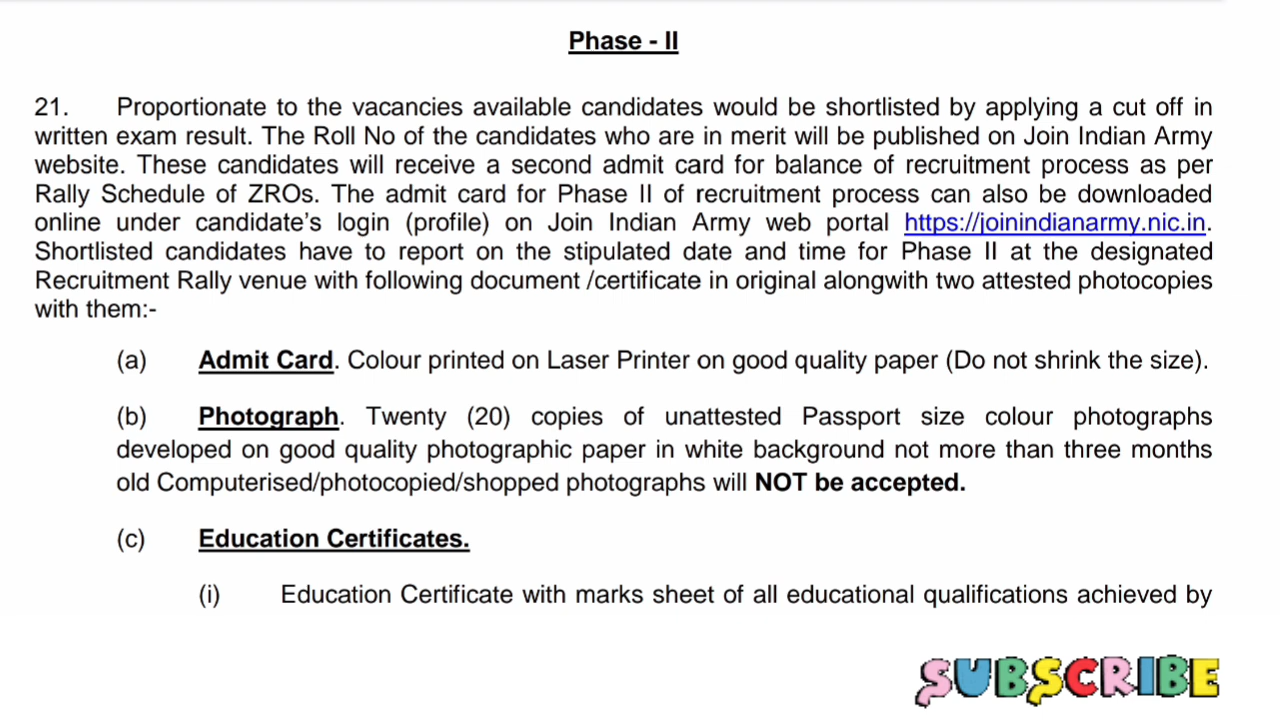 Phase - II
21. Proportionate to the vacancies available candidates would be shortlisted by applying a cut off in
written exam result. The Roll No of the candidates who are in merit will be published on Join Indian Army
website. These candidates will receive a second admit card for balance of recruitment process as per
Rally Schedule of ZROs. The admit card for Phase II of recruitment process can also be downloaded
online under candidate's login (profile) on Join Indian Army web portal https://joinindianarmy.nic.in.
Shortlisted candidates have to report on the stipulated date and time for Phase II at the designated
Recruitment Rally venue with following document /certificate in original alongwith two attested photocopies
with them:-
(a) Admit Card. Colour printed on Laser Printer on good quality paper (Do not shrink the size).
(b) Photograph. Twenty (20) copies of unattested Passport size colour photographs
developed on good quality photographic paper in white background not more than three months
old Computerised/photocopied/shopped photographs will NOT be accepted.
(c) Education Certificates.
(i) Education Certificate with marks sheet of all educational qualifications achieved by
SUBSCRIBE